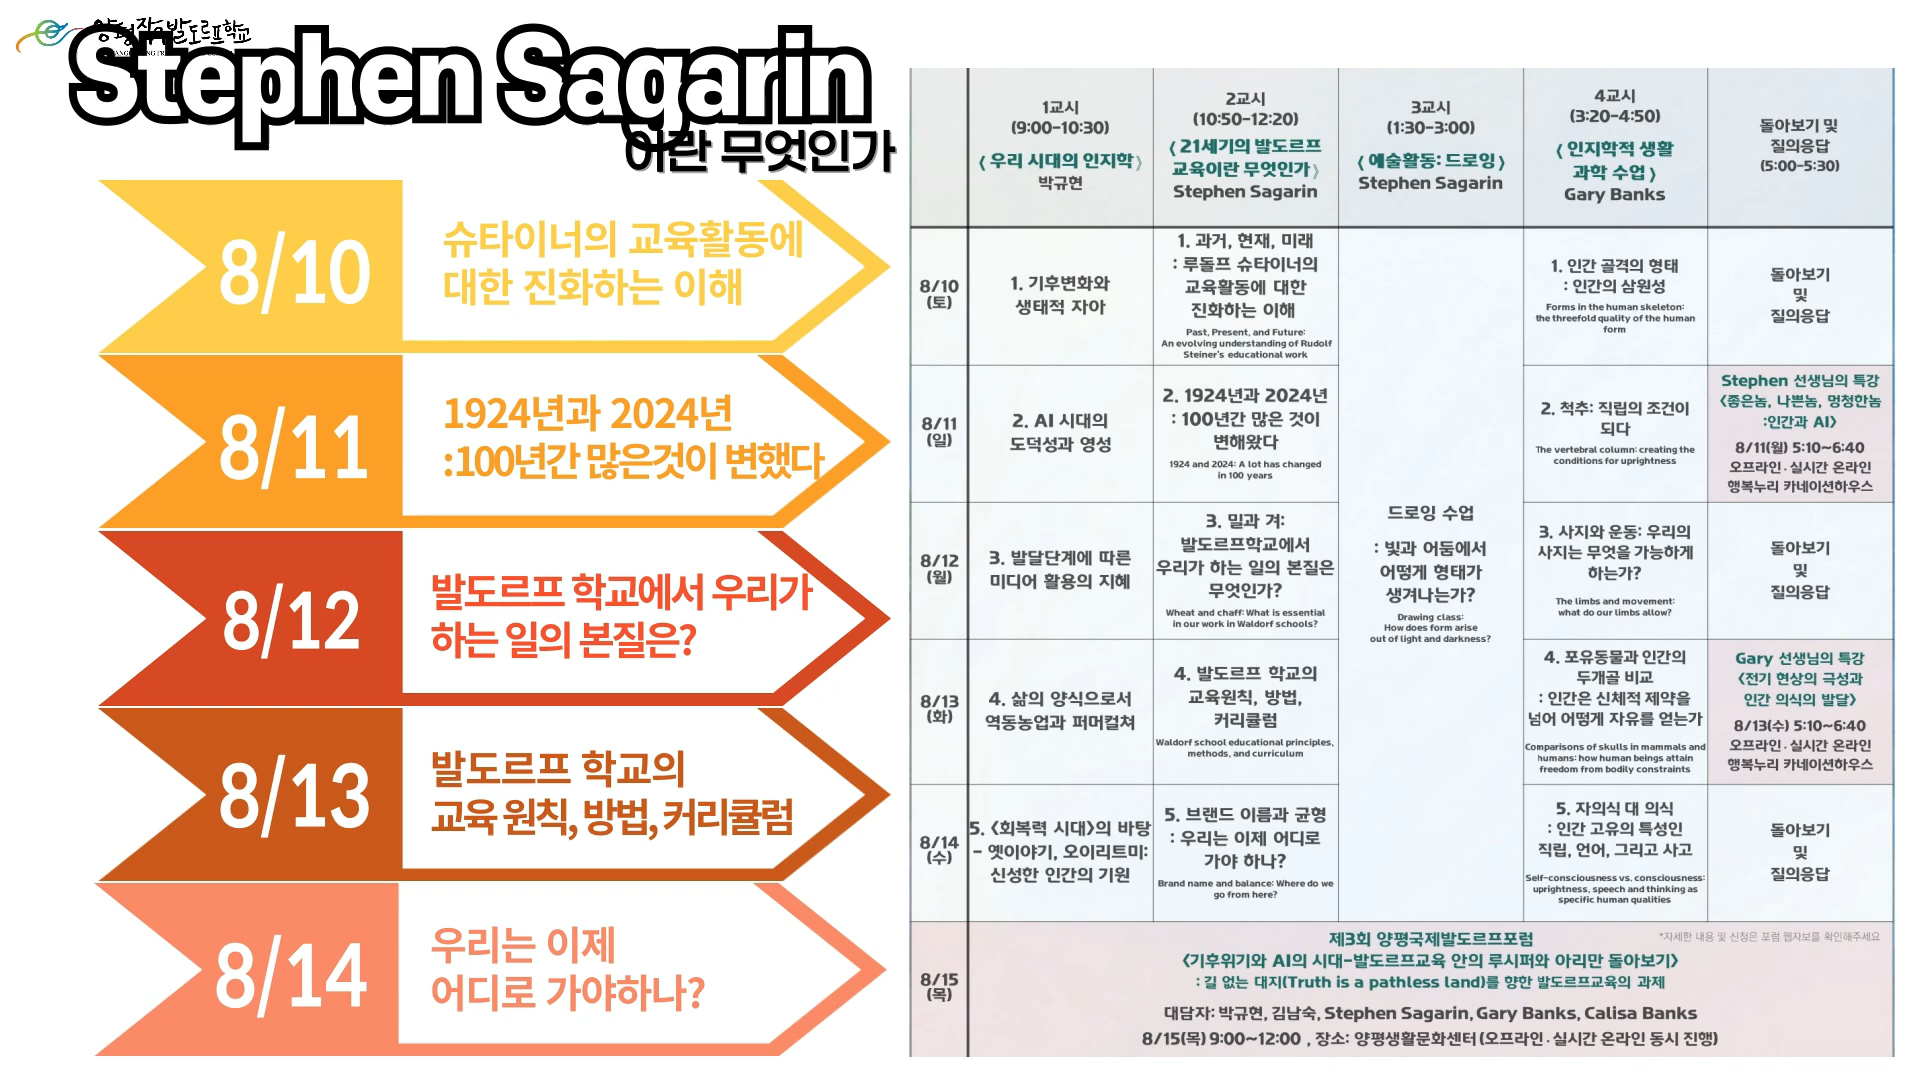 양평자유발도르프학교
Stephen Sagarin
이란 무엇인가
8/10
슈타이너의 교육활동에
대한 진화하는 이해
8/11
1924년과 2024년
:100년간 많은것이 변했다
8/12
발도르프 학교에서 우리가
하는 일의 본질은?
8/13
발도르프 학교의
교육 원칙, 방법, 커리큘럼
8/14
우리는 이제
어디로 가야하나?
1교시
(9:00-10:30)
〈우리 시대의 인지학〉
박규현
2교시
(10:50-12:20)
〈21세기의 발도르프
교육이란 무엇인가〉
Stephen Sagarin
3교시
(1:30-3:00)
〈예술활동: 드로잉〉
Stephen Sagarin
4교시
(3:20-4:50)
〈인지학적 생활
과학 수업〉
Gary Banks
돌아보기 및
질의응답
(5:00-5:30)
8/10
(토)
1. 기후변화와
생태적 자아
1. 과거, 현재, 미래
: 루돌프 슈타이너의
교육활동에 대한
진화하는 이해
Past, Present, and Future:
An evolving understanding of Rudolf
Steiner's educational work
1. 인간 골격의 형태
: 인간의 삼원성
Forms in the human skeleton:
the threefold quality of the human
form
돌아보기
및
질의응답
8/11
(일)
2. AI 시대의
도덕성과 영성
2. 1924년과 2024년
: 100년간 많은 것이
변해왔다
1924 and 2024: A lot has changed
in 100 years
2. 척추: 직립의 조건이
되다
The vertebral column: creating the
conditions for uprightness
Stephen 선생님의 특강
〈좋은놈, 나쁜놈, 멍청한놈
:인간과 AI〉
8/11(월) 5:10~6:40
오프라인·실시간 온라인
행복누리 카네이션하우스
8/12
(월)
3. 발달단계에 따른
미디어 활용의 지혜
3. 밀과 겨:
발도르프학교에서
우리가 하는 일의 본질은
무엇인가?
Wheat and chaff: What is essential
in our work in Waldorf schools?
드로잉 수업
: 빛과 어둠에서
어떻게 형태가
생겨나는가?
Drawing class:
How does form arise
out of light and darkness?
3. 사지와 운동: 우리의
사지는 무엇을 가능하게
하는가?
The limbs and movement:
what do our limbs allow?
돌아보기
및
질의응답
8/13
(화)
4. 삶의 양식으로서
역동농업과 퍼머컬쳐
4. 발도르프 학교의
교육원칙, 방법,
커리큘럼
Waldorf school educational principles,
methods, and curriculum
4. 포유동물과 인간의
두개골 비교
: 인간은 신체적 제약을
넘어 어떻게 자유를 얻는가
Comparisons of skulls in mammals and
humans: how human beings attain
freedom from bodily constraints
Gary 선생님의 특강
〈전기 현상의 극성과
인간 의식의 발달〉
8/13(수) 5:10~6:40
오프라인·실시간 온라인
행복누리 카네이션하우스
8/14
(수)
5. 〈회복력 시대〉의 바탕
- 옛이야기, 오이리트미:
신성한 인간의 기원
5. 브랜드 이름과 균형
: 우리는 이제 어디로
가야 하나?
Brand name and balance: Where do we
go from here?
5. 자의식 대 의식
: 인간 고유의 특성인
직립, 언어, 그리고 사고
Self-consciousness vs. consciousness:
uprightness, speech and thinking as
specific human qualities
돌아보기
및
질의응답
8/15
(목)
제3회 양평국제발도르프포럼
*자세한 내용 및 신청은 포럼 웹자보를 확인해주세요
〈기후위기와 AI의 시대-발도르프교육 안의 루시퍼와 아리만 돌아보기〉
: 길 없는 대지(Truth is a pathless land)를 향한 발도르프교육의 과제
대담자: 박규현, 김남숙, Stephen Sagarin, Gary Banks, Calisa Banks
8/15(목) 9:00~12:00 , 장소: 양평생활문화센터 (오프라인·실시간 온라인 동시 진행)